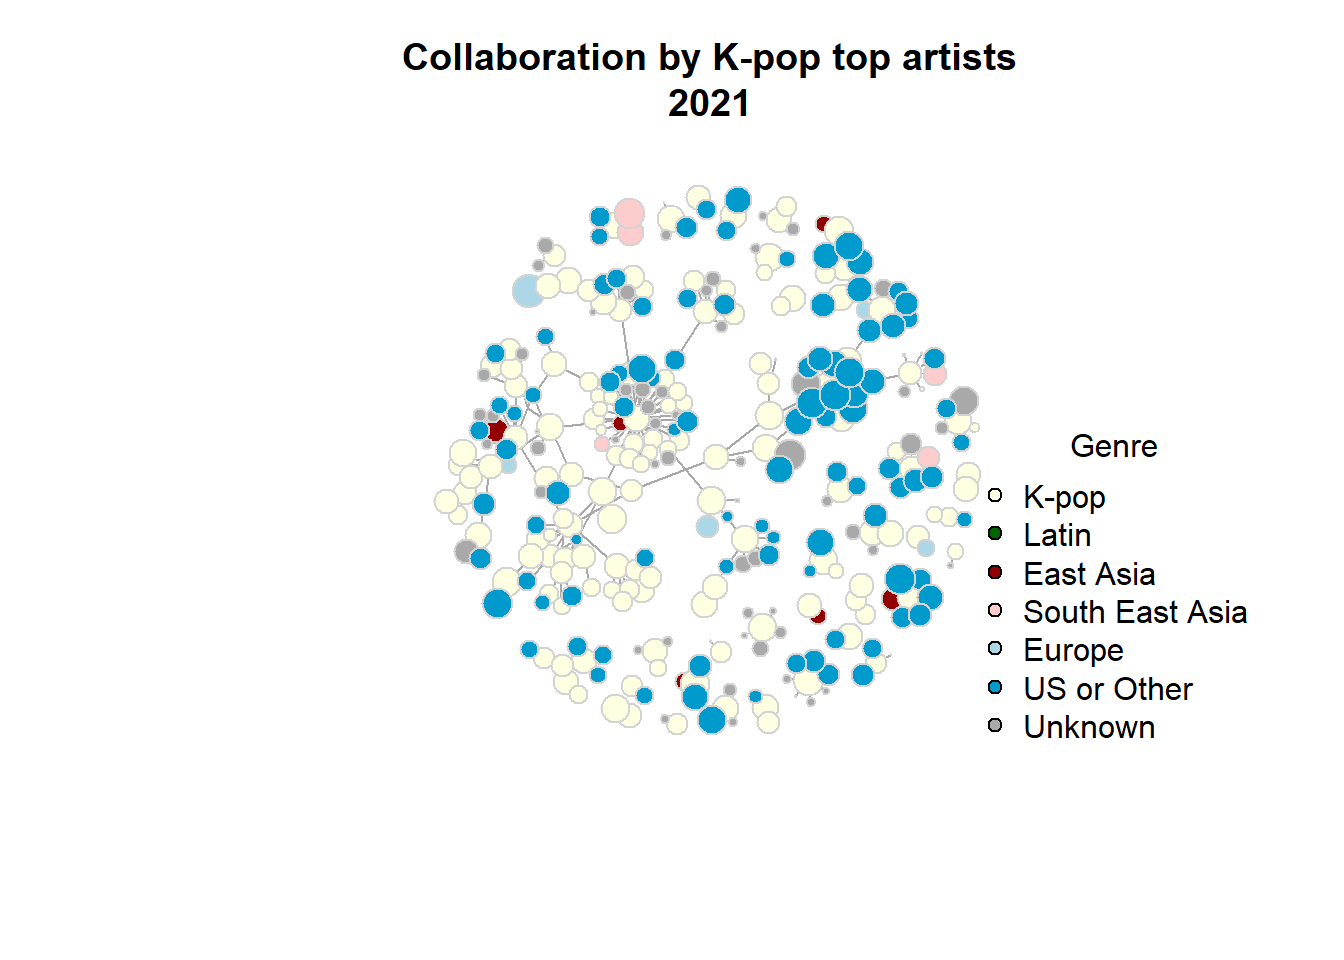 Collaboration by K-pop top artists
2021
Genre
K-pop
Latin
East Asia
South East Asia
Europe
US or Other
Unknown